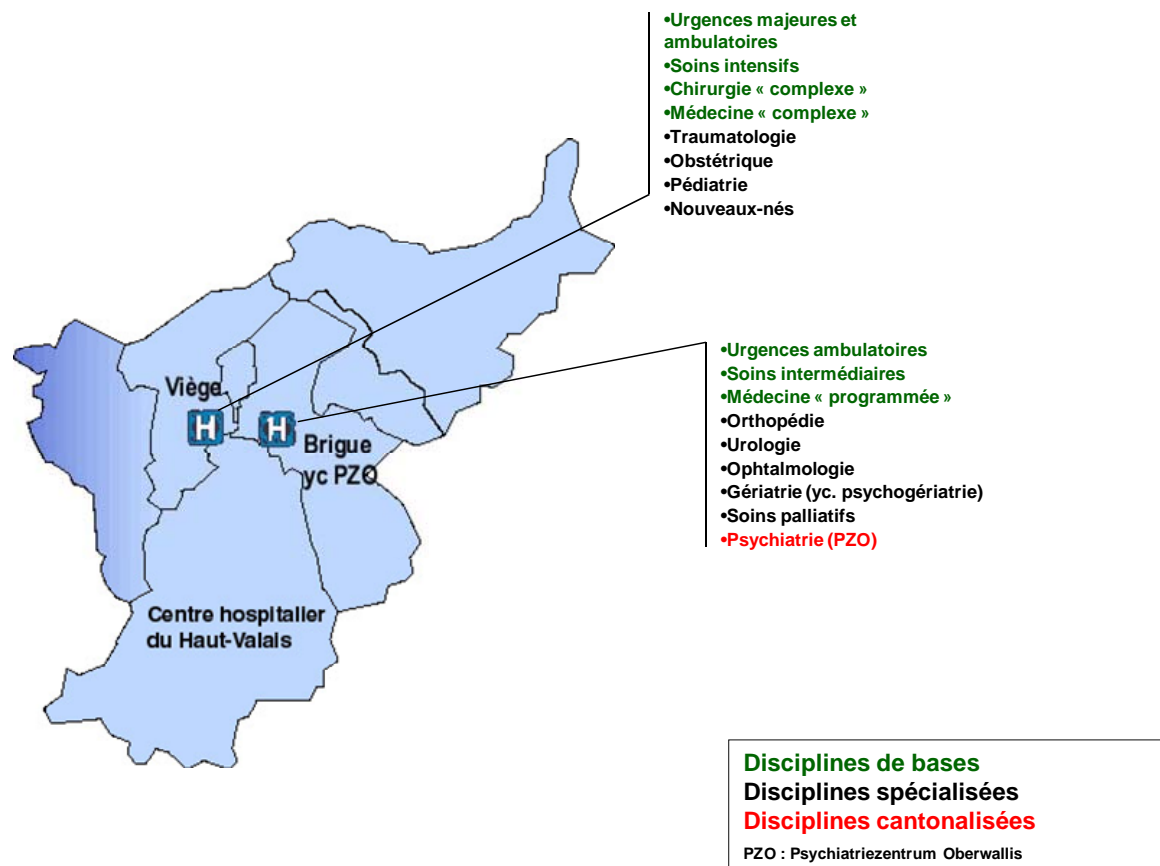 •Urgences majeures et
ambulatoires
•Soins intensifs
•Chirurgie « complexe »
•Médecine « complexe »
•Traumatologie
•Obstétrique
•Pédiatrie
•Nouveaux-nés
•Urgences ambulatoires
•Soins intermédiaires
•Médecine « programmée »
•Orthopédie
•Urologie
•Ophtalmologie
•Gériatrie (yc. psychogériatrie)
•Soins palliatifs
•Psychiatrie (PZO)
Viège
H
H
Brigue
yc PZO
Centre hospitalier
du Haut-Valais
Disciplines de bases
Disciplines spécialisées
Disciplines cantonalisées
PZO : Psychiatriezentrum Oberwallis